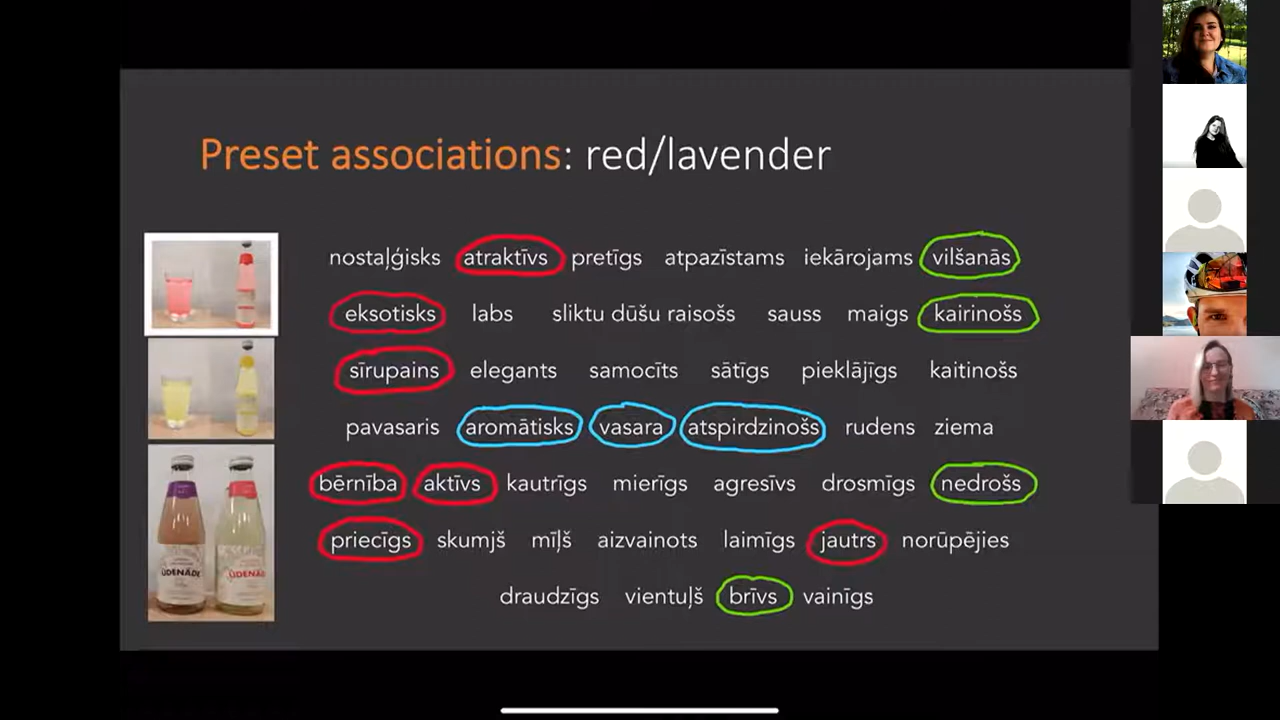 Preset associations: red/lavender
nostaļģisks atraktīvs pretīgs atpazīstams iekārojams vilšanās
eksotisks labs sliktu dūšu raisošs sauss maigs kairinošs
sīrupains elegants samocīts sātīgs pieklājīgs kaitinošs
pavasaris aromātisks vasara atspirdzinošs rudens ziema
bērnība aktīvs kautrīgs mierīgs agresīvs drosmīgs nedrošs
priecīgs skumjš mīļš aizvainots laimīgs jautrs norūpējies
draudzīgs vientuļš brīvs vainīgs
ŪDENĀDE ŪDENĀDE